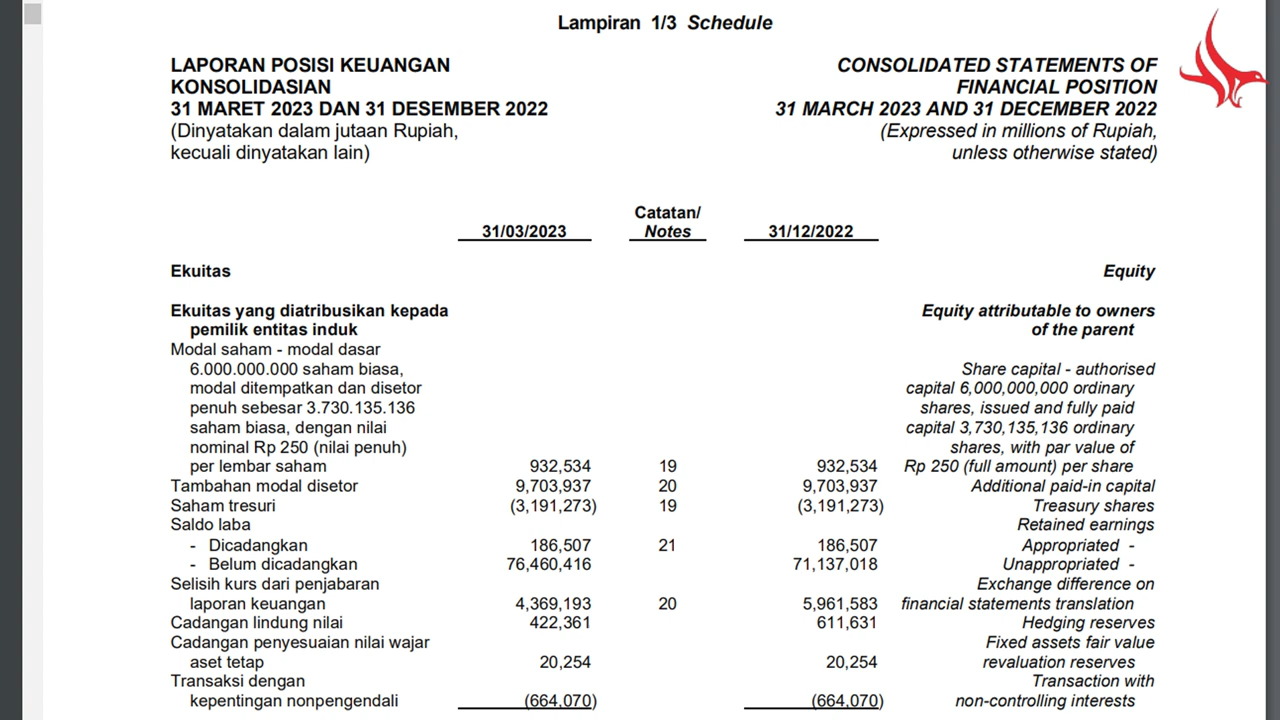 Lampiran 1/3 Schedule
LAPORAN POSISI KEUANGAN
KONSOLIDASIAN
31 MARET 2023 DAN 31 DESEMBER 2022
(Dinyatakan dalam jutaan Rupiah,
kecuali dinyatakan lain)
CONSOLIDATED STATEMENTS OF
FINANCIAL POSITION
31 MARCH 2023 AND 31 DECEMBER 2022
(Expressed in millions of Rupiah,
unless otherwise stated)
Catatan/
31/03/2023 Notes 31/12/2022
Ekuitas Equity
Ekuitas yang diatribusikan kepada Equity attributable to owners
pemilik entitas induk of the parent
Modal saham - modal dasar
6.000.000.000 saham biasa, Share capital - authorised
modal ditempatkan dan disetor capital 6,000,000,000 ordinary
penuh sebesar 3.730.135.136 shares, issued and fully paid
saham biasa, dengan nilai capital 3,730,135,136 ordinary
nominal Rp 250 (nilai penuh) shares, with par value of
per lembar saham 932,534 19 932,534 Rp 250 (full amount) per share
Tambahan modal disetor 9,703,937 20 9,703,937 Additional paid-in capital
Saham tresuri (3,191,273) 19 (3,191,273) Treasury shares
Saldo laba Retained earnings
- Dicadangkan 186,507 21 186,507 Appropriated -
- Belum dicadangkan 76,460,416 71,137,018 Unappropriated -
Selisih kurs dari penjabaran Exchange difference on
laporan keuangan 4,369,193 20 5,961,583 financial statements translation
Cadangan lindung nilai 422,361 611,631 Hedging reserves
Cadangan penyesuaian nilai wajar Fixed assets fair value
aset tetap 20,254 20,254 revaluation reserves
Transaksi dengan Transaction with
kepentingan nonpengendali (664,070) (664,070) non-controlling interests